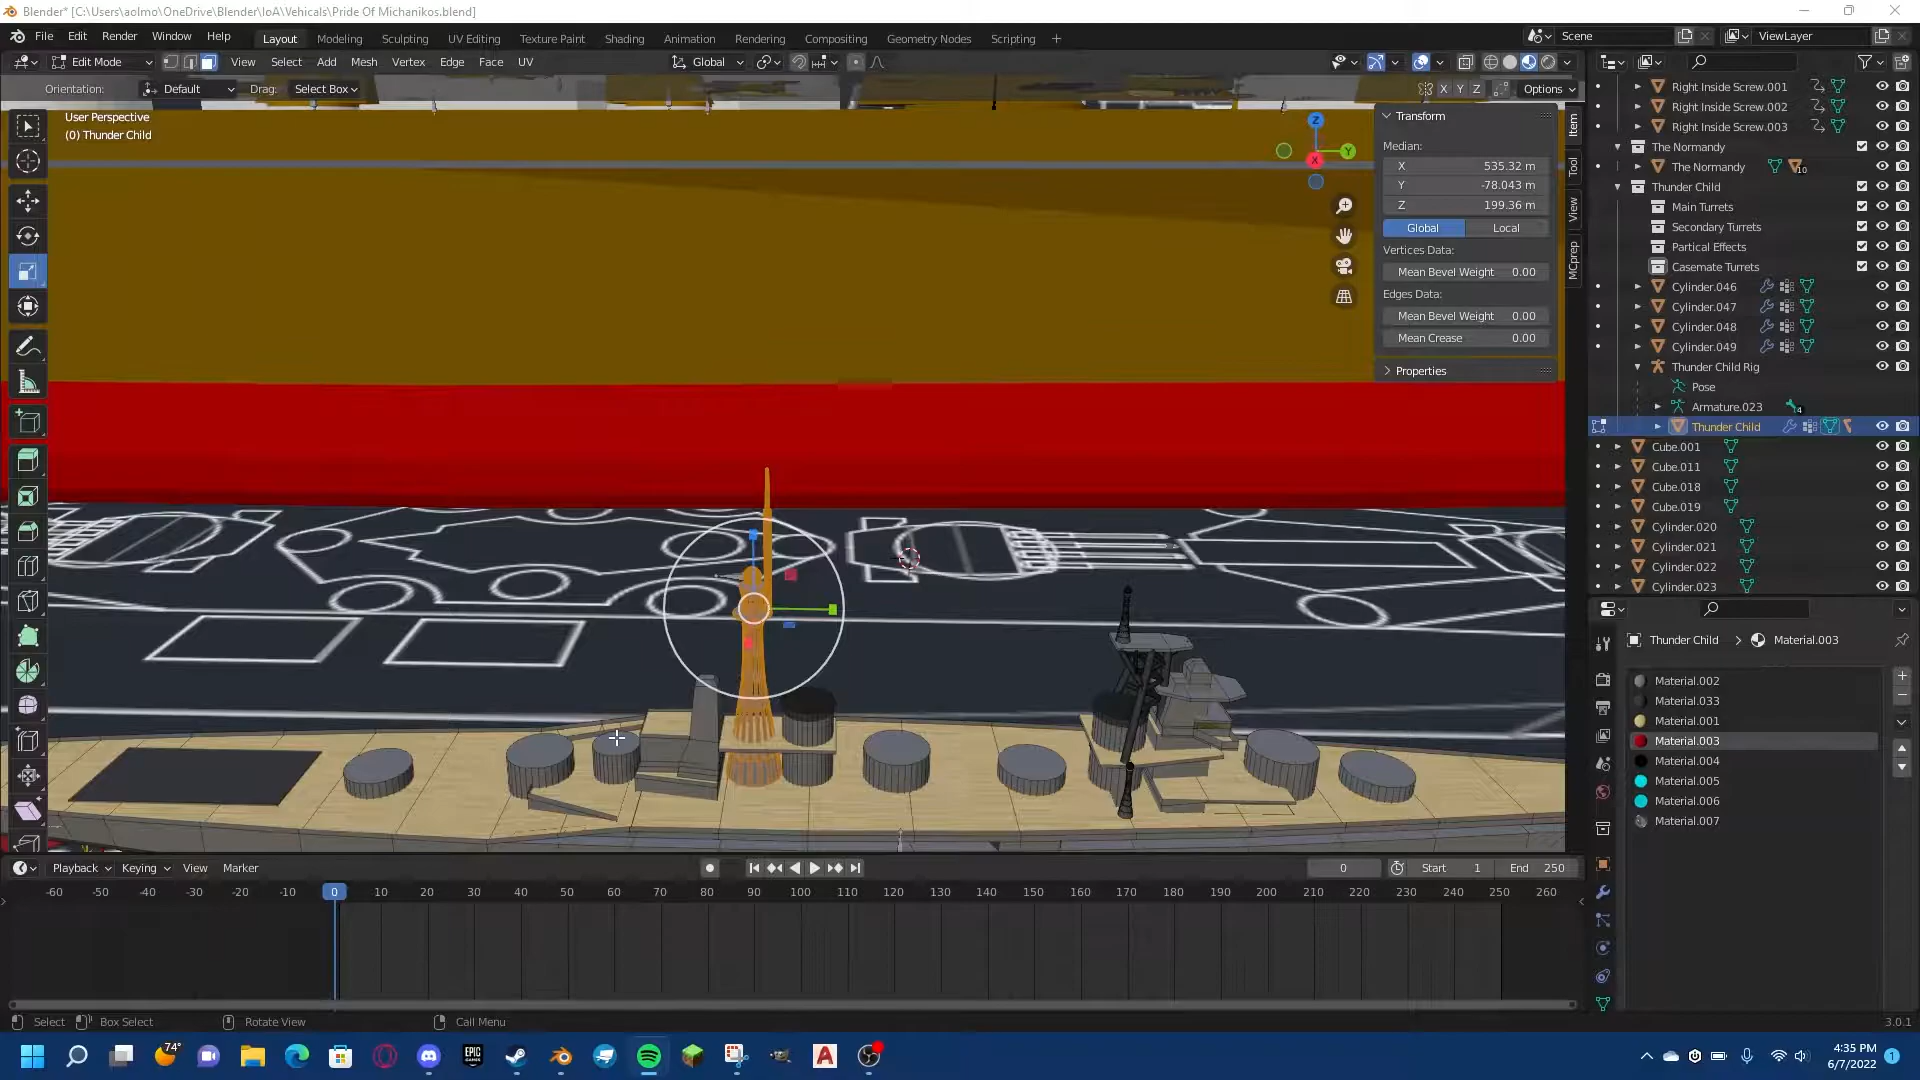 Blender* [C:\Users\aolmo\OneDrive\Blender\IoA\Vehicals\Pride Of Michanikos.blend]
File Edit Render Window Help Layout Modeling Sculpting UV Editing Texture Paint Shading Animation Rendering Compositing Geometry Nodes Scripting + Scene ViewLayer
Edit Mode View Select Add Mesh Vertex Edge Face UV Global
Orientation: Default Drag: Select Box X Y Z Options
User Perspective
(0) Thunder Child
Z
Y
X
Transform
Median:
X 535.32 m
Y -78.043 m
Z 199.36 m
Global Local
Vertices Data:
Mean Bevel Weight 0.00
Edges Data:
Mean Bevel Weight 0.00
Mean Crease 0.00
Properties
Item
Tool
View
MCprep
Right Inside Screw.001
Right Inside Screw.002
Right Inside Screw.003
The Normandy
The Normandy 10
Thunder Child
Main Turrets
Secondary Turrets
Partical Effects
Casemate Turrets
Cylinder.046
Cylinder.047
Cylinder.048
Cylinder.049
Thunder Child Rig
Pose
Armature.023 4
Thunder Child
Cube.001
Cube.011
Cube.018
Cube.019
Cylinder.020
Cylinder.021
Cylinder.022
Cylinder.023
Thunder Child > Material.003
Material.002
Material.033
Material.001
Material.003
Material.004
Material.005
Material.006
Material.007
Playback Keying View Marker 0 Start 1 End 250
-60 -50 -40 -30 -20 -10 0 10 20 30 40 50 60 70 80 90 100 110 120 130 140 150 160 170 180 190 200 210 220 230 240 250 260
Select Box Select Rotate View Call Menu 3.0.1
74°
EPIC GAMES
A
4:35 PM
6/7/2022
1